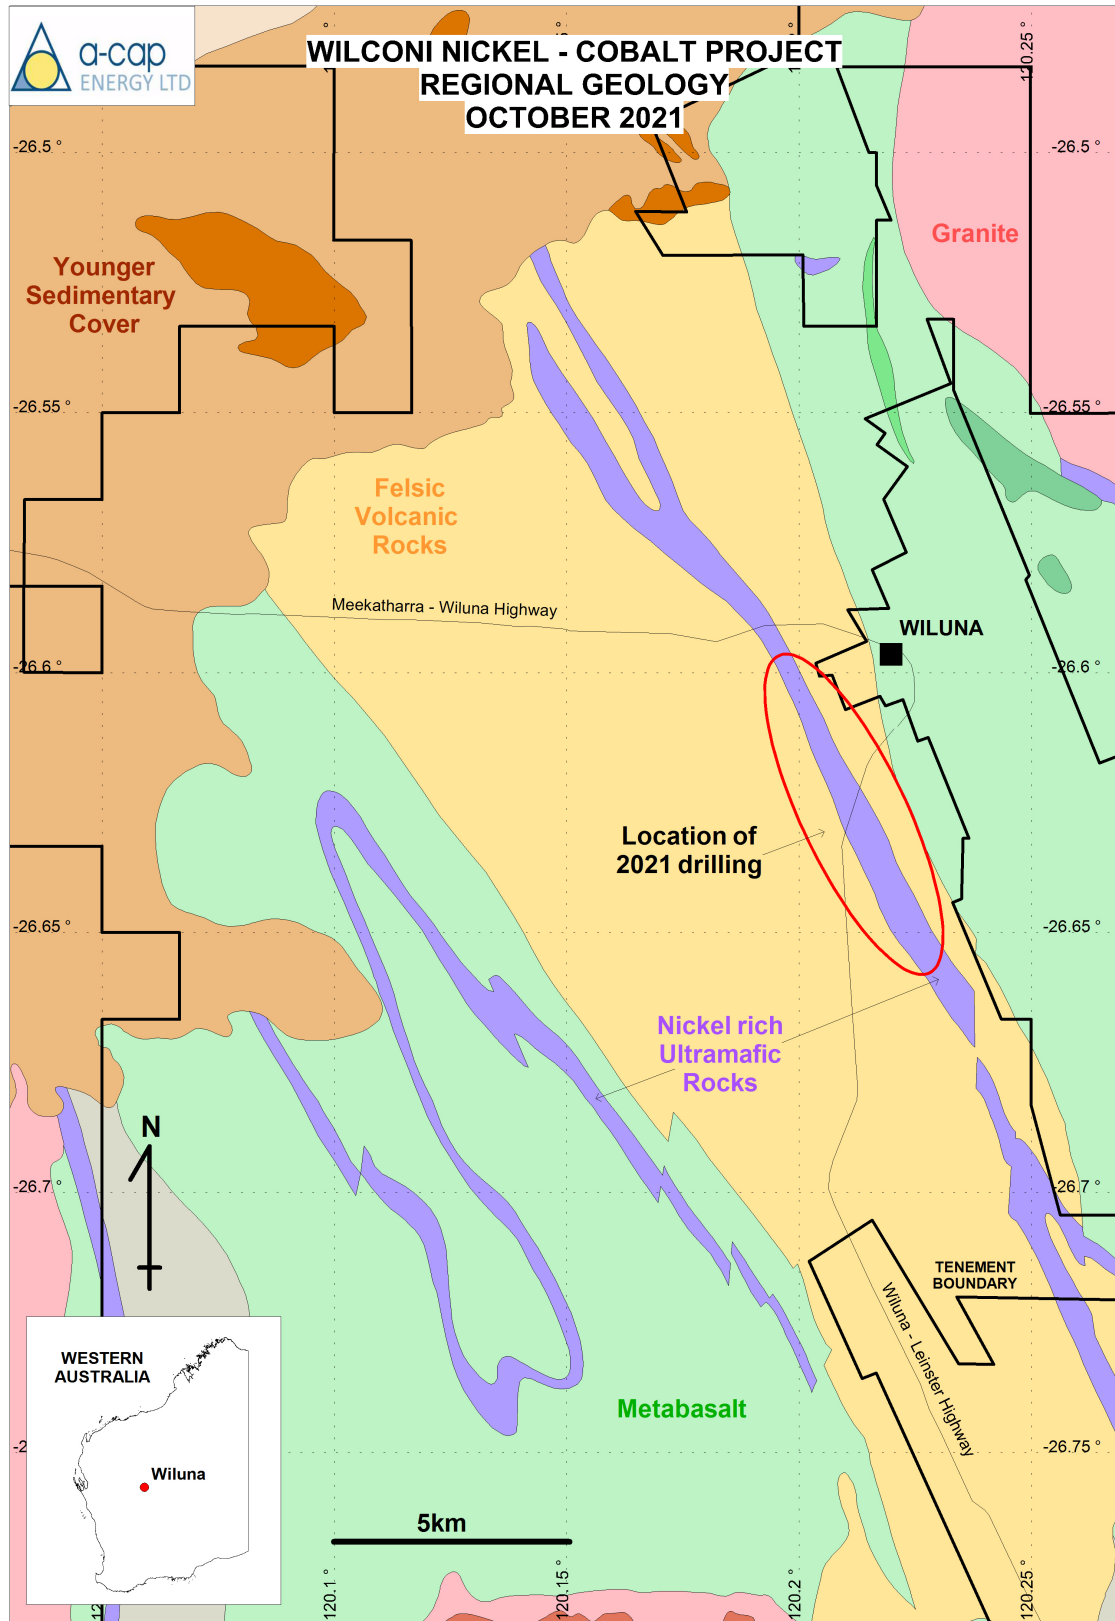 a-cap
ENERGY LTD
WILCONI NICKEL - COBALT PROJECT
REGIONAL GEOLOGY
OCTOBER 2021
120.25
-26.5 °
-26.5 °
Granite
Younger
Sedimentary
Cover
-26.55 °
-26.55 °
Felsic
Volcanic
Rocks
Meekatharra - Wiluna Highway
WILUNA
-26.6 °
-26.6 °
Location of
2021 drilling
-26.65 °
-26.65 °
Nickel rich
Ultramafic
Rocks
N
-26.7 °
-26.7 °
TENEMENT
BOUNDARY
Wiluna - Leinster Highway
WESTERN
AUSTRALIA
Wiluna
Metabasalt
-26.75 °
5km
120.1 °
120.15 °
120.2 °
120.25 °